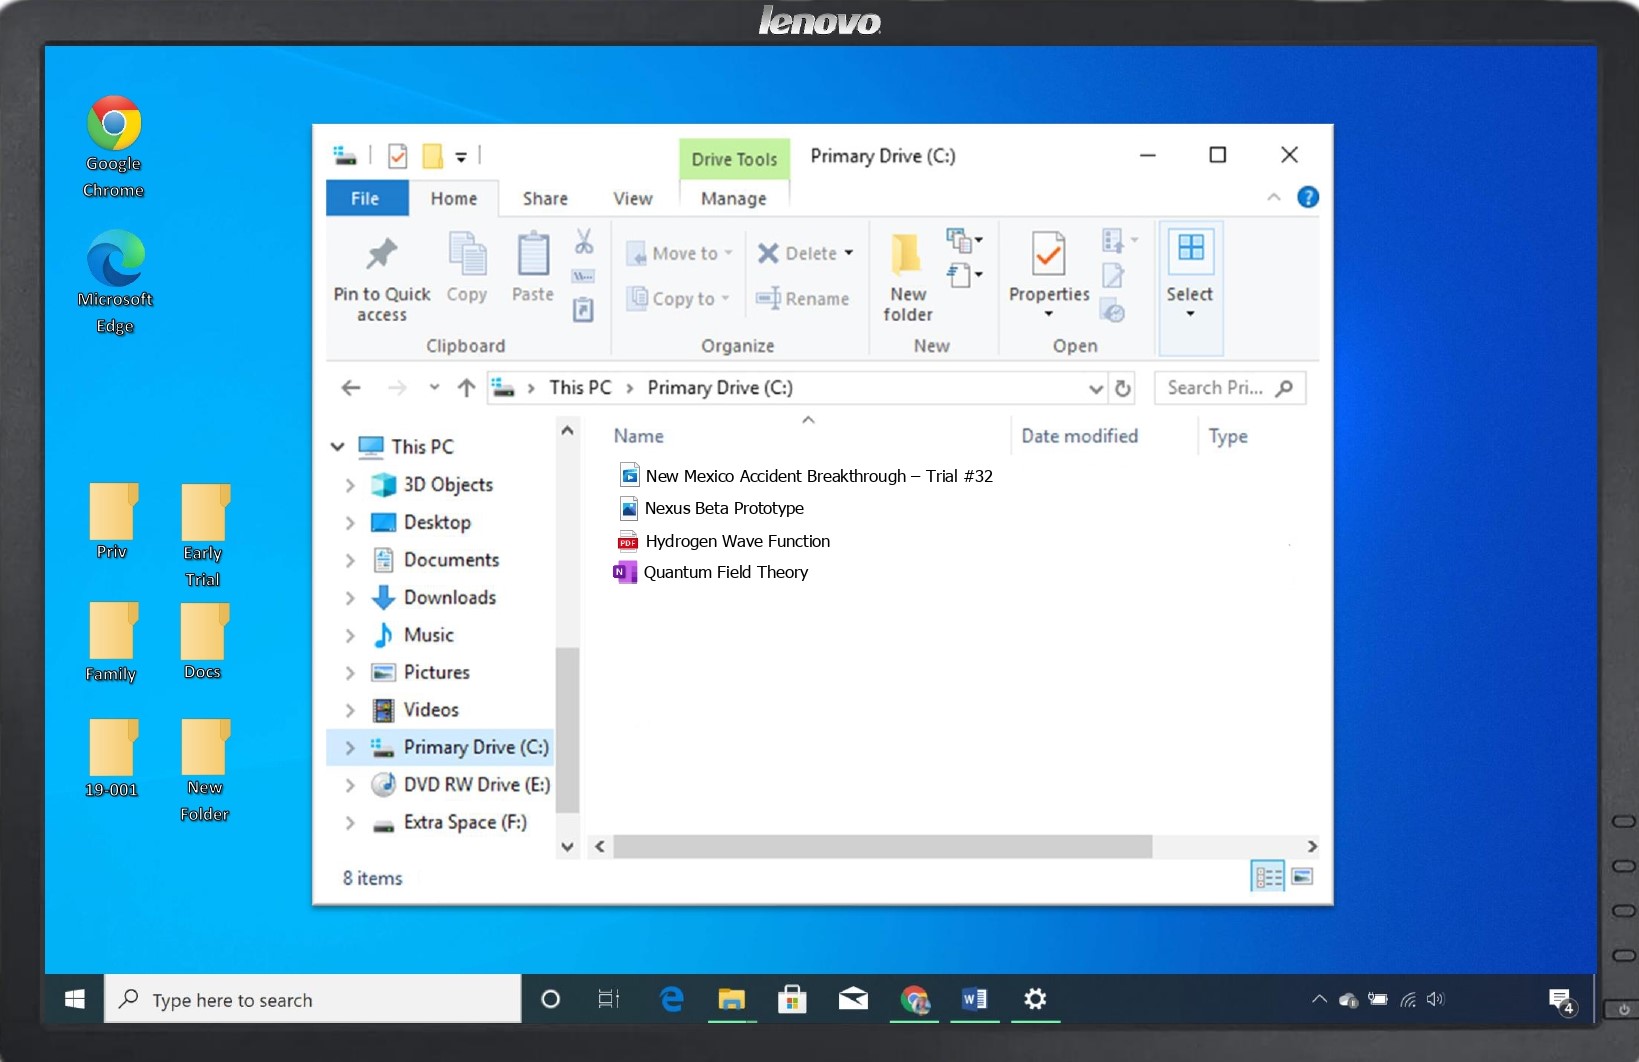 lenovo
Google
Chrome
Microsoft
Edge
Priv
Early
Trial
Family
Docs
19-001
New
Folder
Drive Tools
Primary Drive (C:)
File
Home
Share
View
Manage
?
Pin to Quick
access
Copy
Paste
Move to
Copy to
Delete
Rename
New
folder
Properties
Select
Clipboard
Organize
New
Open
This PC > Primary Drive (C:)
Search Pri...
This PC
3D Objects
Desktop
Documents
Downloads
Music
Pictures
Videos
Primary Drive (C:)
DVD RW Drive (E:)
Extra Space (F:)
Name
Date modified
Type
New Mexico Accident Breakthrough – Trial #32
Nexus Beta Prototype
PDF
Hydrogen Wave Function
N
Quantum Field Theory
8 items
Type here to search
W
4